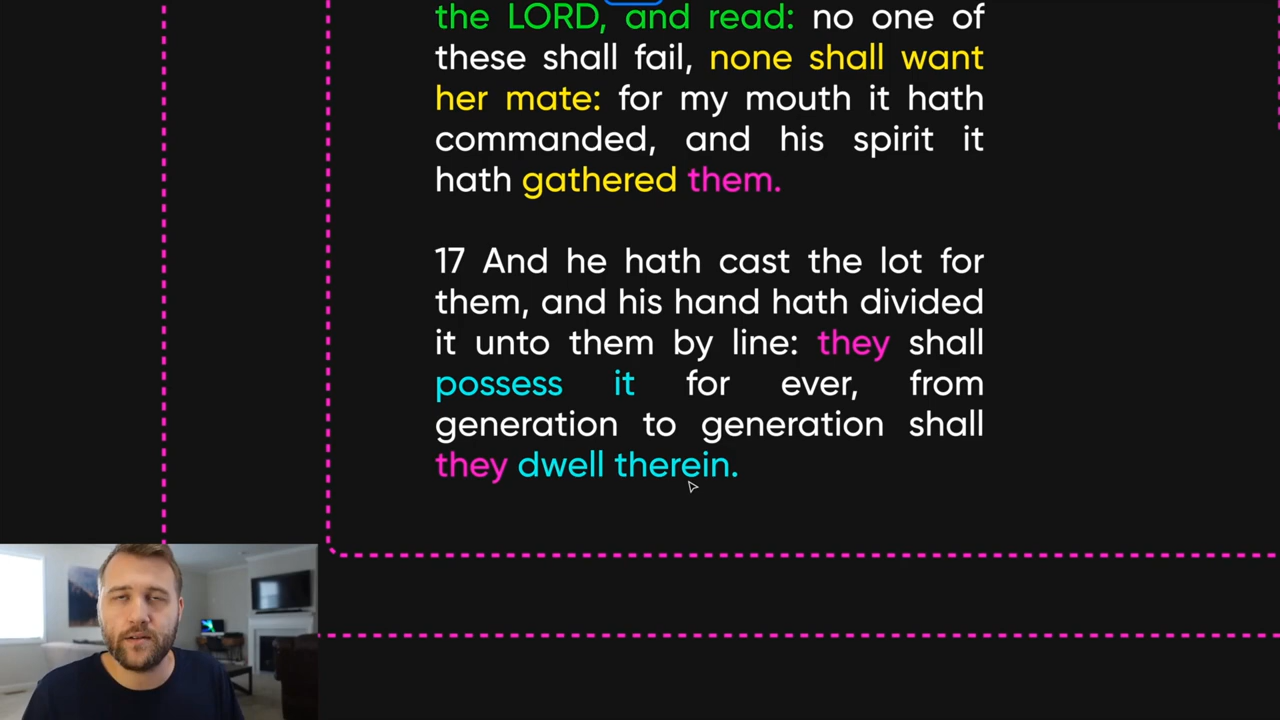 the LORD, and read: no one of
these shall fail, none shall want
her mate: for my mouth it hath
commanded, and his spirit it
hath gathered them.
17 And he hath cast the lot for
them, and his hand hath divided
it unto them by line: they shall
possess it for ever, from
generation to generation shall
they dwell therein.